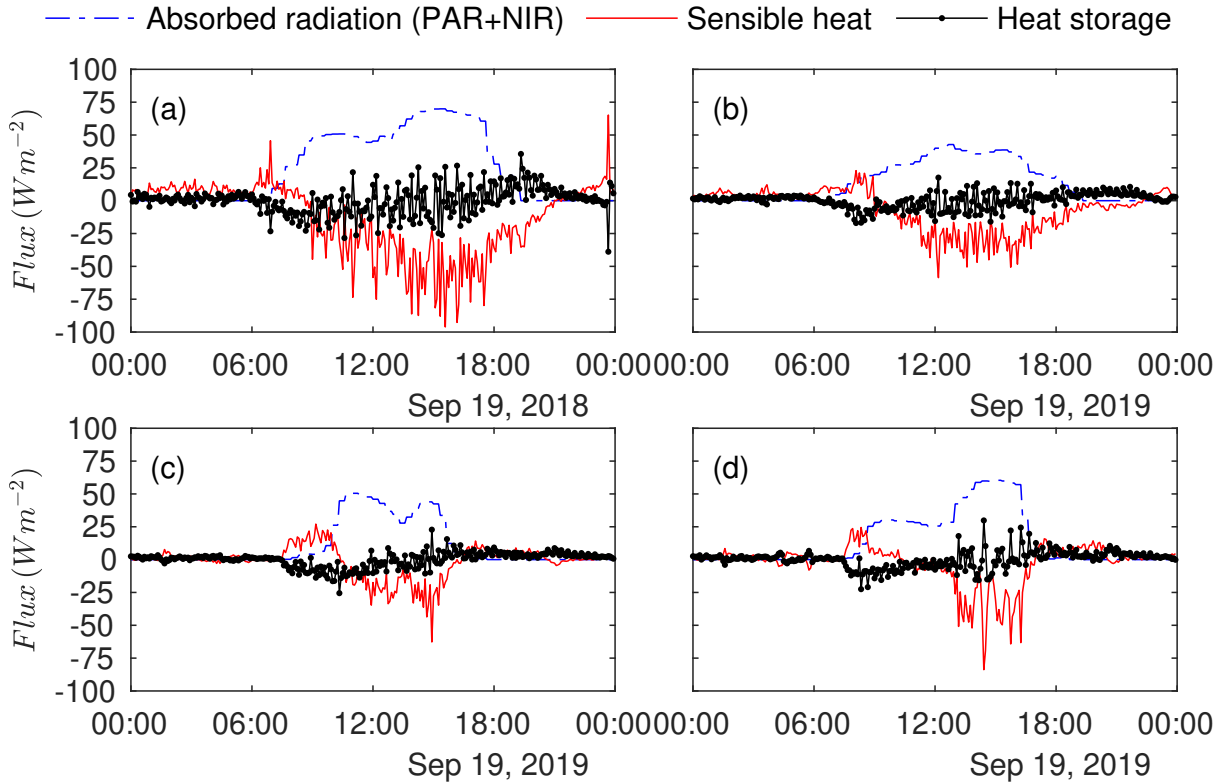 Absorbed radiation (PAR+NIR) Sensible heat Heat storage
100
75
50
25
0
-25
-50
-75
-100
Flux (Wm−2)
(a)
00:00 06:00 12:00 18:00 00:00
Sep 19, 2018
(b)
00:00 06:00 12:00 18:00 00:00
Sep 19, 2019
100
75
50
25
0
-25
-50
-75
-100
Flux (Wm−2)
(c)
00:00 06:00 12:00 18:00 00:00
Sep 19, 2019
(d)
00:00 06:00 12:00 18:00 00:00
Sep 19, 2019